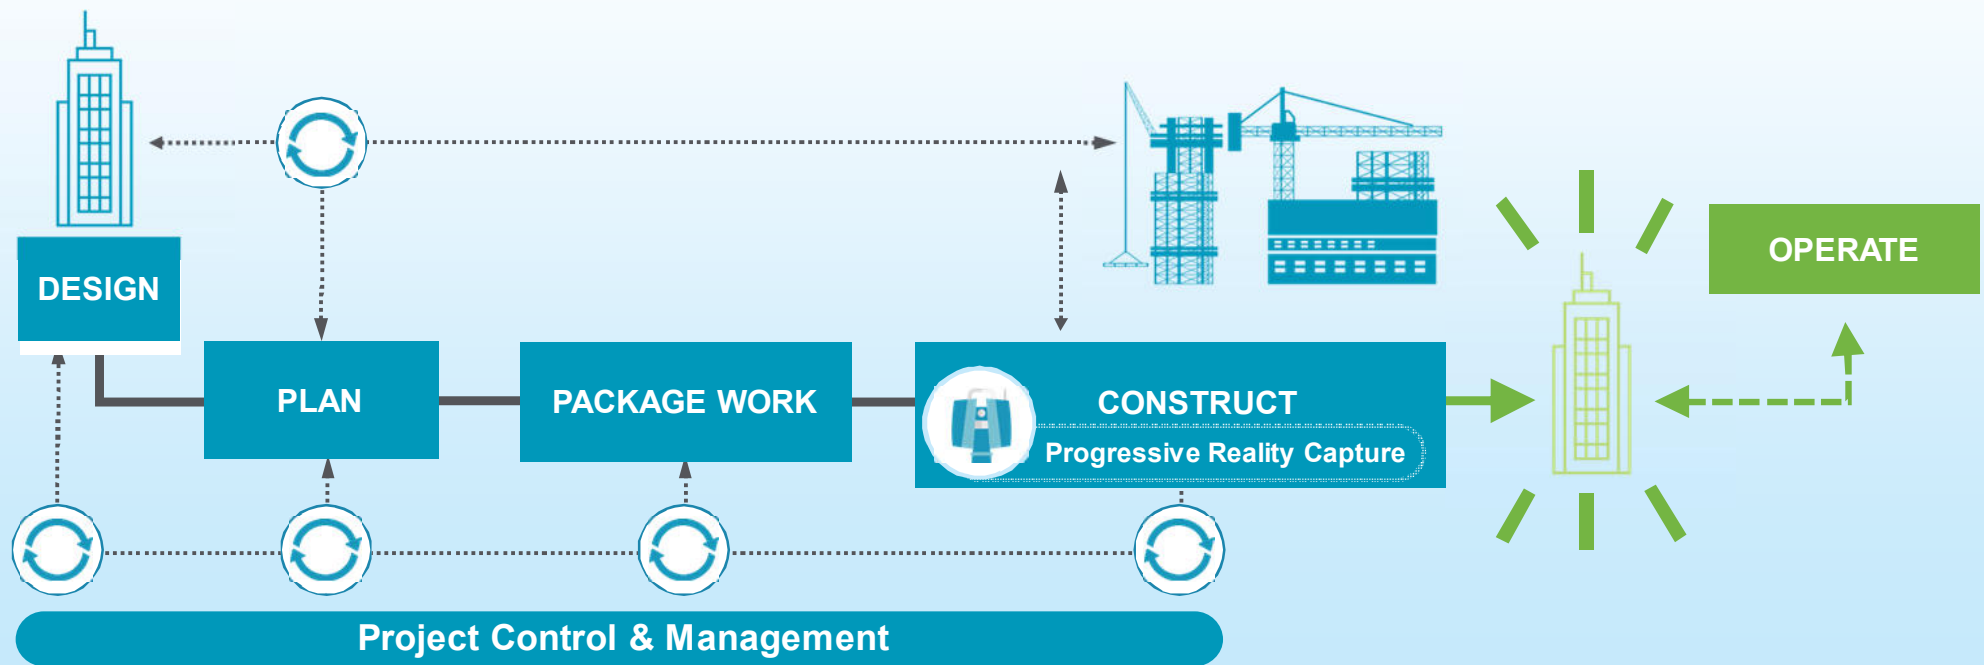 DESIGN
OPERATE
PLAN
PACKAGE WORK
CONSTRUCT
Progressive Reality Capture
Project Control & Management